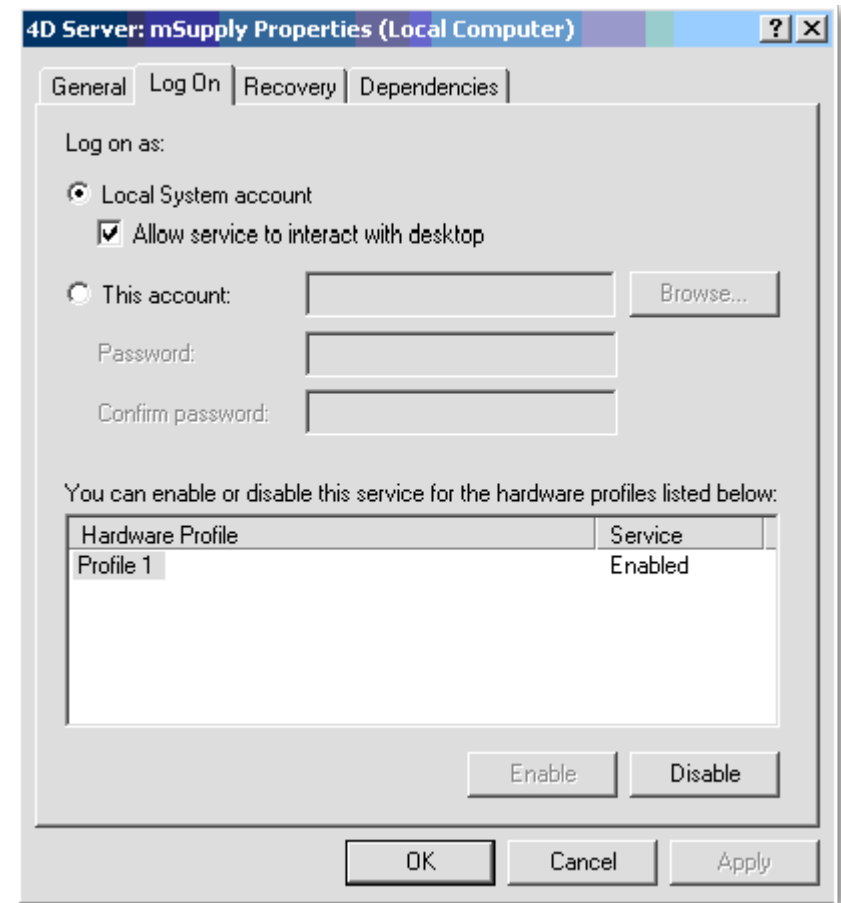 4D Server: mSupply Properties (Local Computer)
General Log On Recovery Dependencies
Log on as:
Local System account
Allow service to interact with desktop
This account: Browse...
Password:
Confirm password:
You can enable or disable this service for the hardware profiles listed below:
Hardware Profile Service
Profile 1 Enabled
Enable Disable
OK Cancel Apply